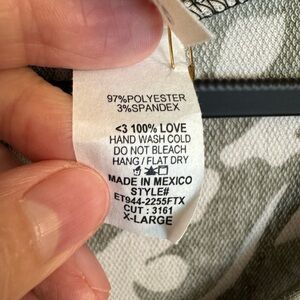 97%POLYESTER
3%SPANDEX
<3 100% LOVE
HAND WASH COLD
DO NOT BLEACH
HANG / FLAT DRY
MADE IN MEXICO
STYLE#
ET944-2255FTX
CUT : 3161
X-LARGE